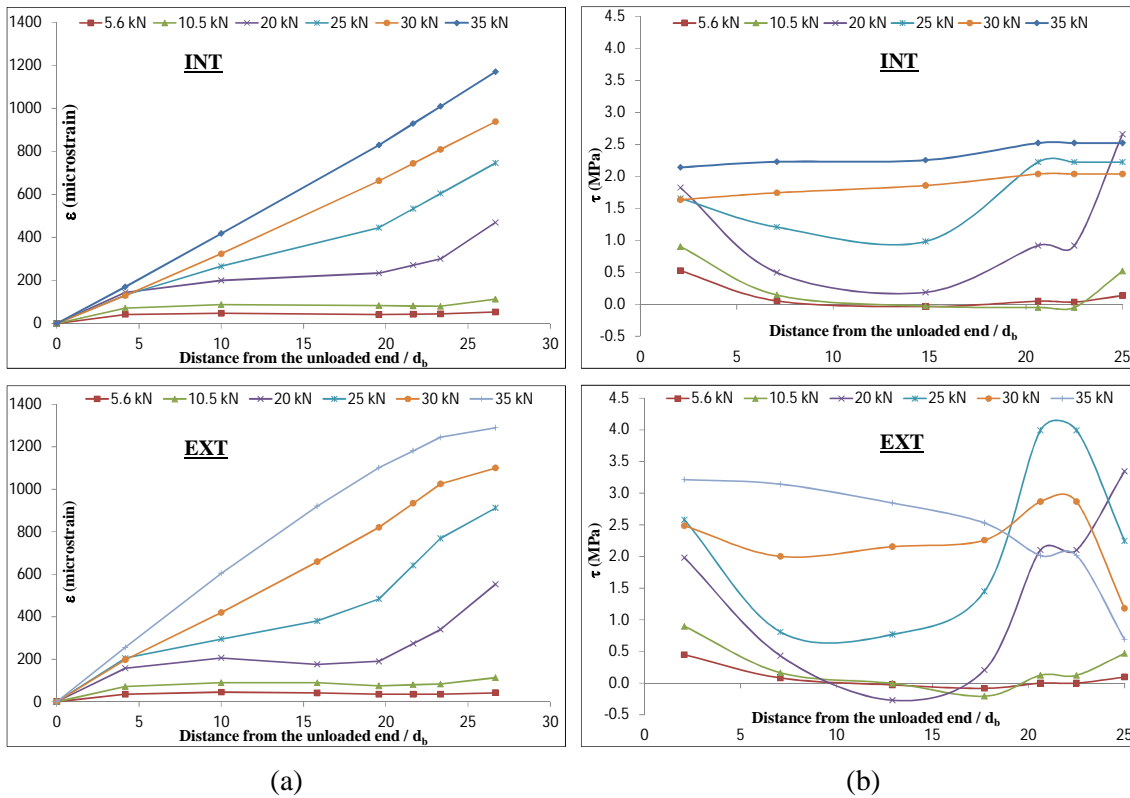 5.6 kN 10.5 kN 20 kN 25 kN 30 kN 35 kN
INT
ε (microstrain)
1400
1200
1000
800
600
400
200
0
0 5 10 15 20 25 30
Distance from the unloaded end / db
5.6 kN 10.5 kN 20 kN 25 kN 30 kN 35 kN
INT
τ (MPa)
4.5
4.0
3.5
3.0
2.5
2.0
1.5
1.0
0.5
0.0
-0.5
Distance from the unloaded end / db
0 5 10 15 20 25
5.6 kN 10.5 kN 20 kN 25 kN 30 kN 35 kN
EXT
ε (microstrain)
1400
1200
1000
800
600
400
200
0
0 5 10 15 20 25 30
Distance from the unloaded end / db
5.6 kN 10.5 kN 20 kN 25 kN 30 kN 35 kN
EXT
τ (MPa)
4.5
4.0
3.5
3.0
2.5
2.0
1.5
1.0
0.5
0.0
-0.5
Distance from the unloaded end / db
0 5 10 15 20 25
(a) (b)